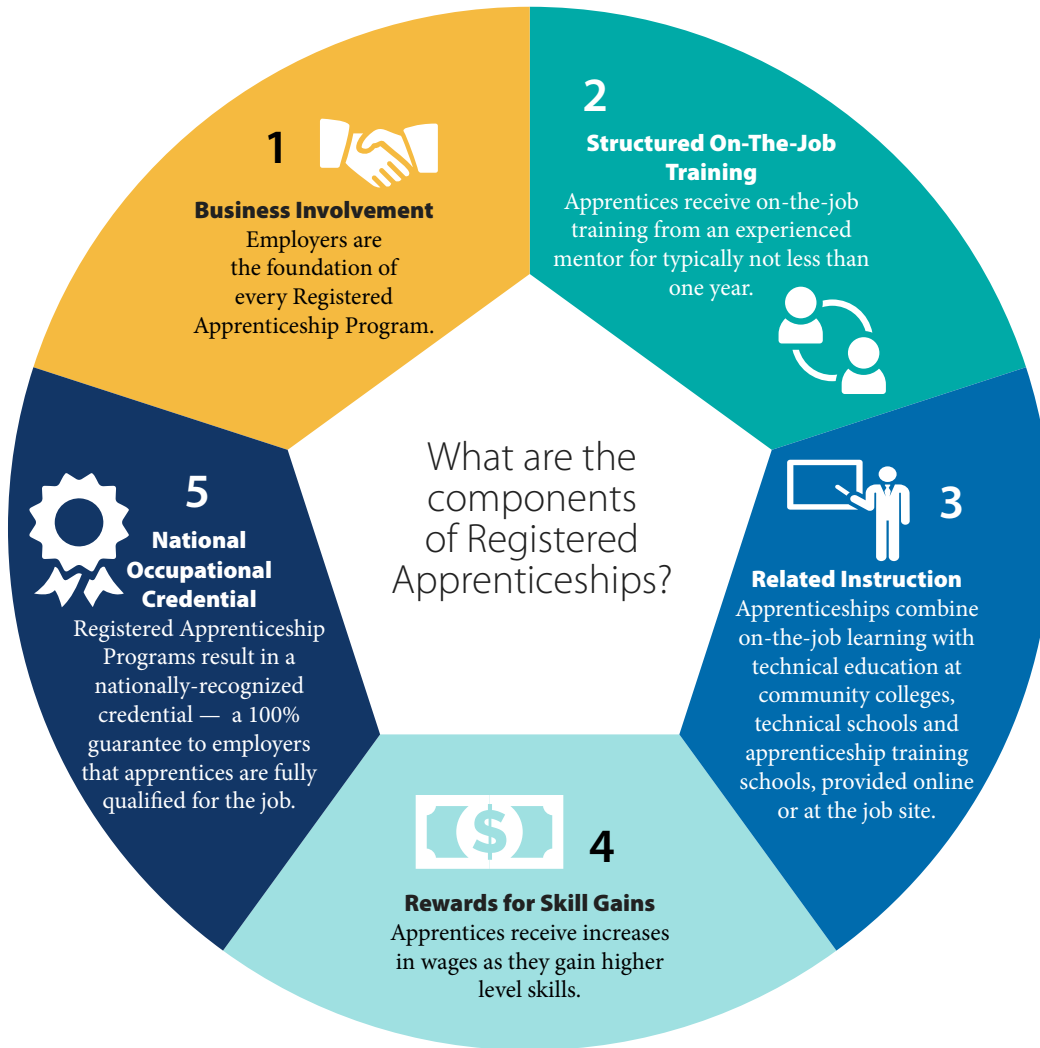 What are the
components
of Registered
Apprenticeships?
1
Business Involvement
Employers are
the foundation of
every Registered
Apprenticeship Program.
2
Structured On-The-Job
Training
Apprentices receive on-the-job
training from an experienced
mentor for typically not less than
one year.
3
Related Instruction
Apprenticeships combine
on-the-job learning with
technical education at
community colleges,
technical schools and
apprenticeship training
schools, provided online
or at the job site.
4
$
Rewards for Skill Gains
Apprentices receive increases
in wages as they gain higher
level skills.
5
National
Occupational
Credential
Registered Apprenticeship
Programs result in a
nationally-recognized
credential —  a 100%
guarantee to employers
that apprentices are fully
qualified for the job.